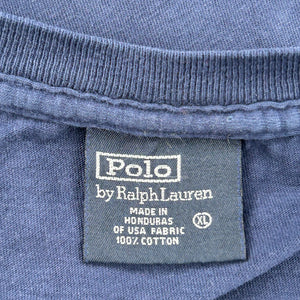 Polo
by Ralph Lauren
MADE IN
HONDURAS
OF USA FABRIC
100% COTTON
XL